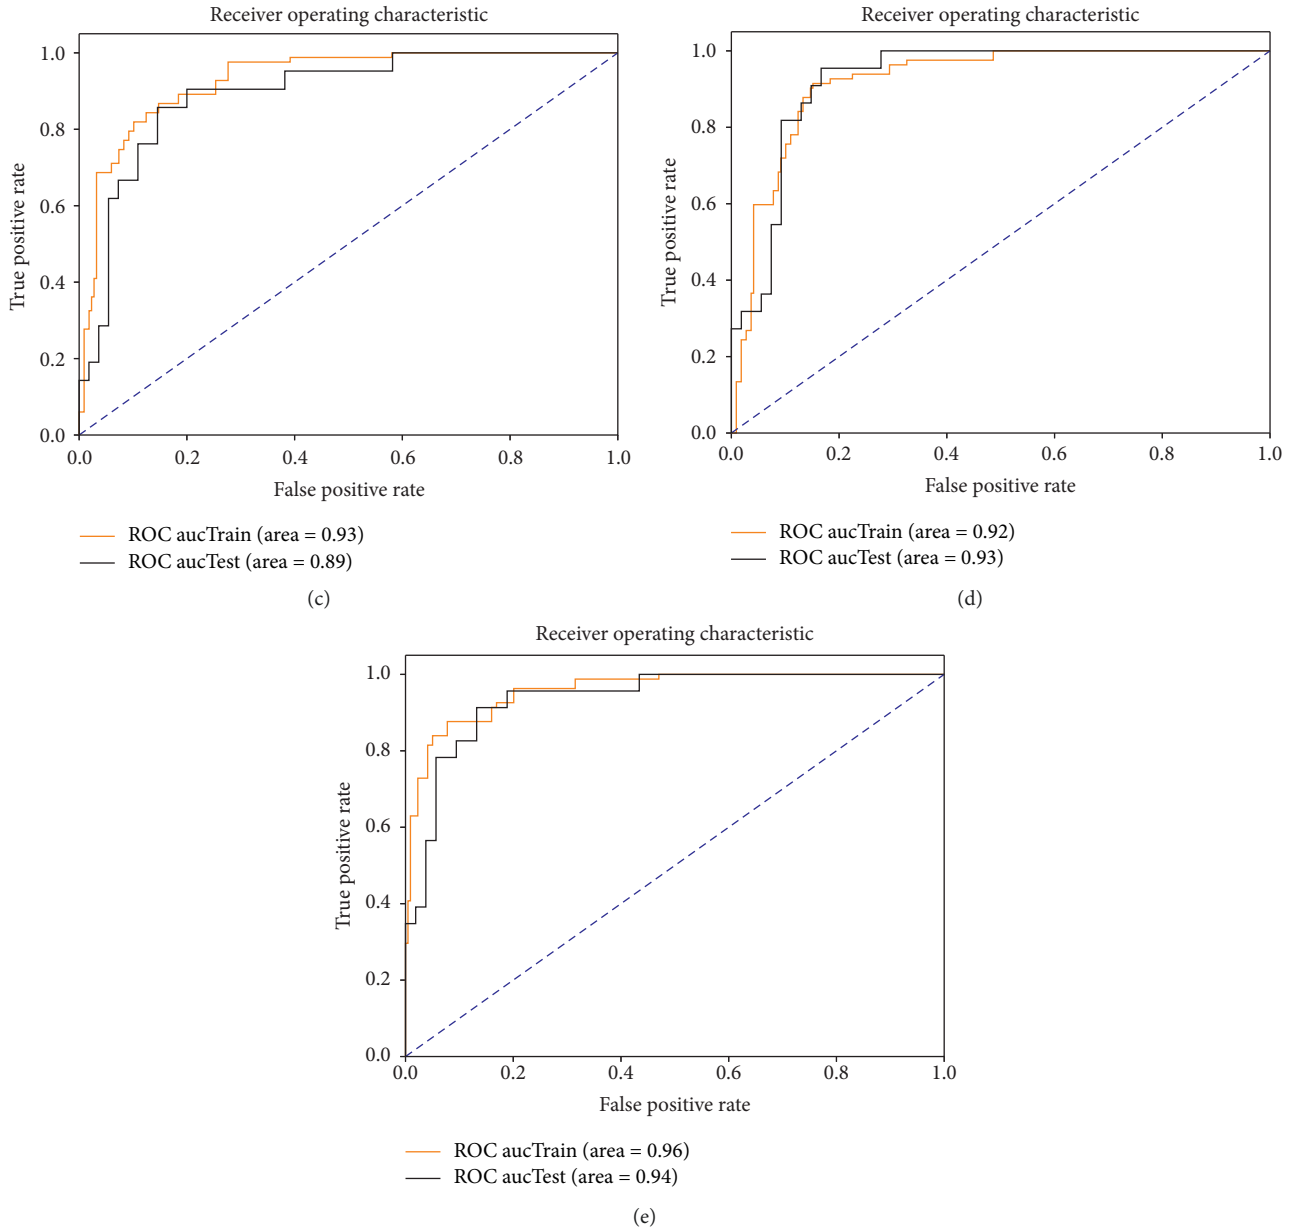 Receiver operating characteristic
1.0
0.8
0.6
0.4
0.2
0.0
True positive rate
0.0 0.2 0.4 0.6 0.8 1.0
False positive rate
ROC aucTrain (area = 0.93)
ROC aucTest (area = 0.89)
(c)
Receiver operating characteristic
1.0
0.8
0.6
0.4
0.2
0.0
True positive rate
0.0 0.2 0.4 0.6 0.8 1.0
False positive rate
ROC aucTrain (area = 0.92)
ROC aucTest (area = 0.93)
(d)
Receiver operating characteristic
1.0
0.8
0.6
0.4
0.2
0.0
True positive rate
0.0 0.2 0.4 0.6 0.8 1.0
False positive rate
ROC aucTrain (area = 0.96)
ROC aucTest (area = 0.94)
(e)